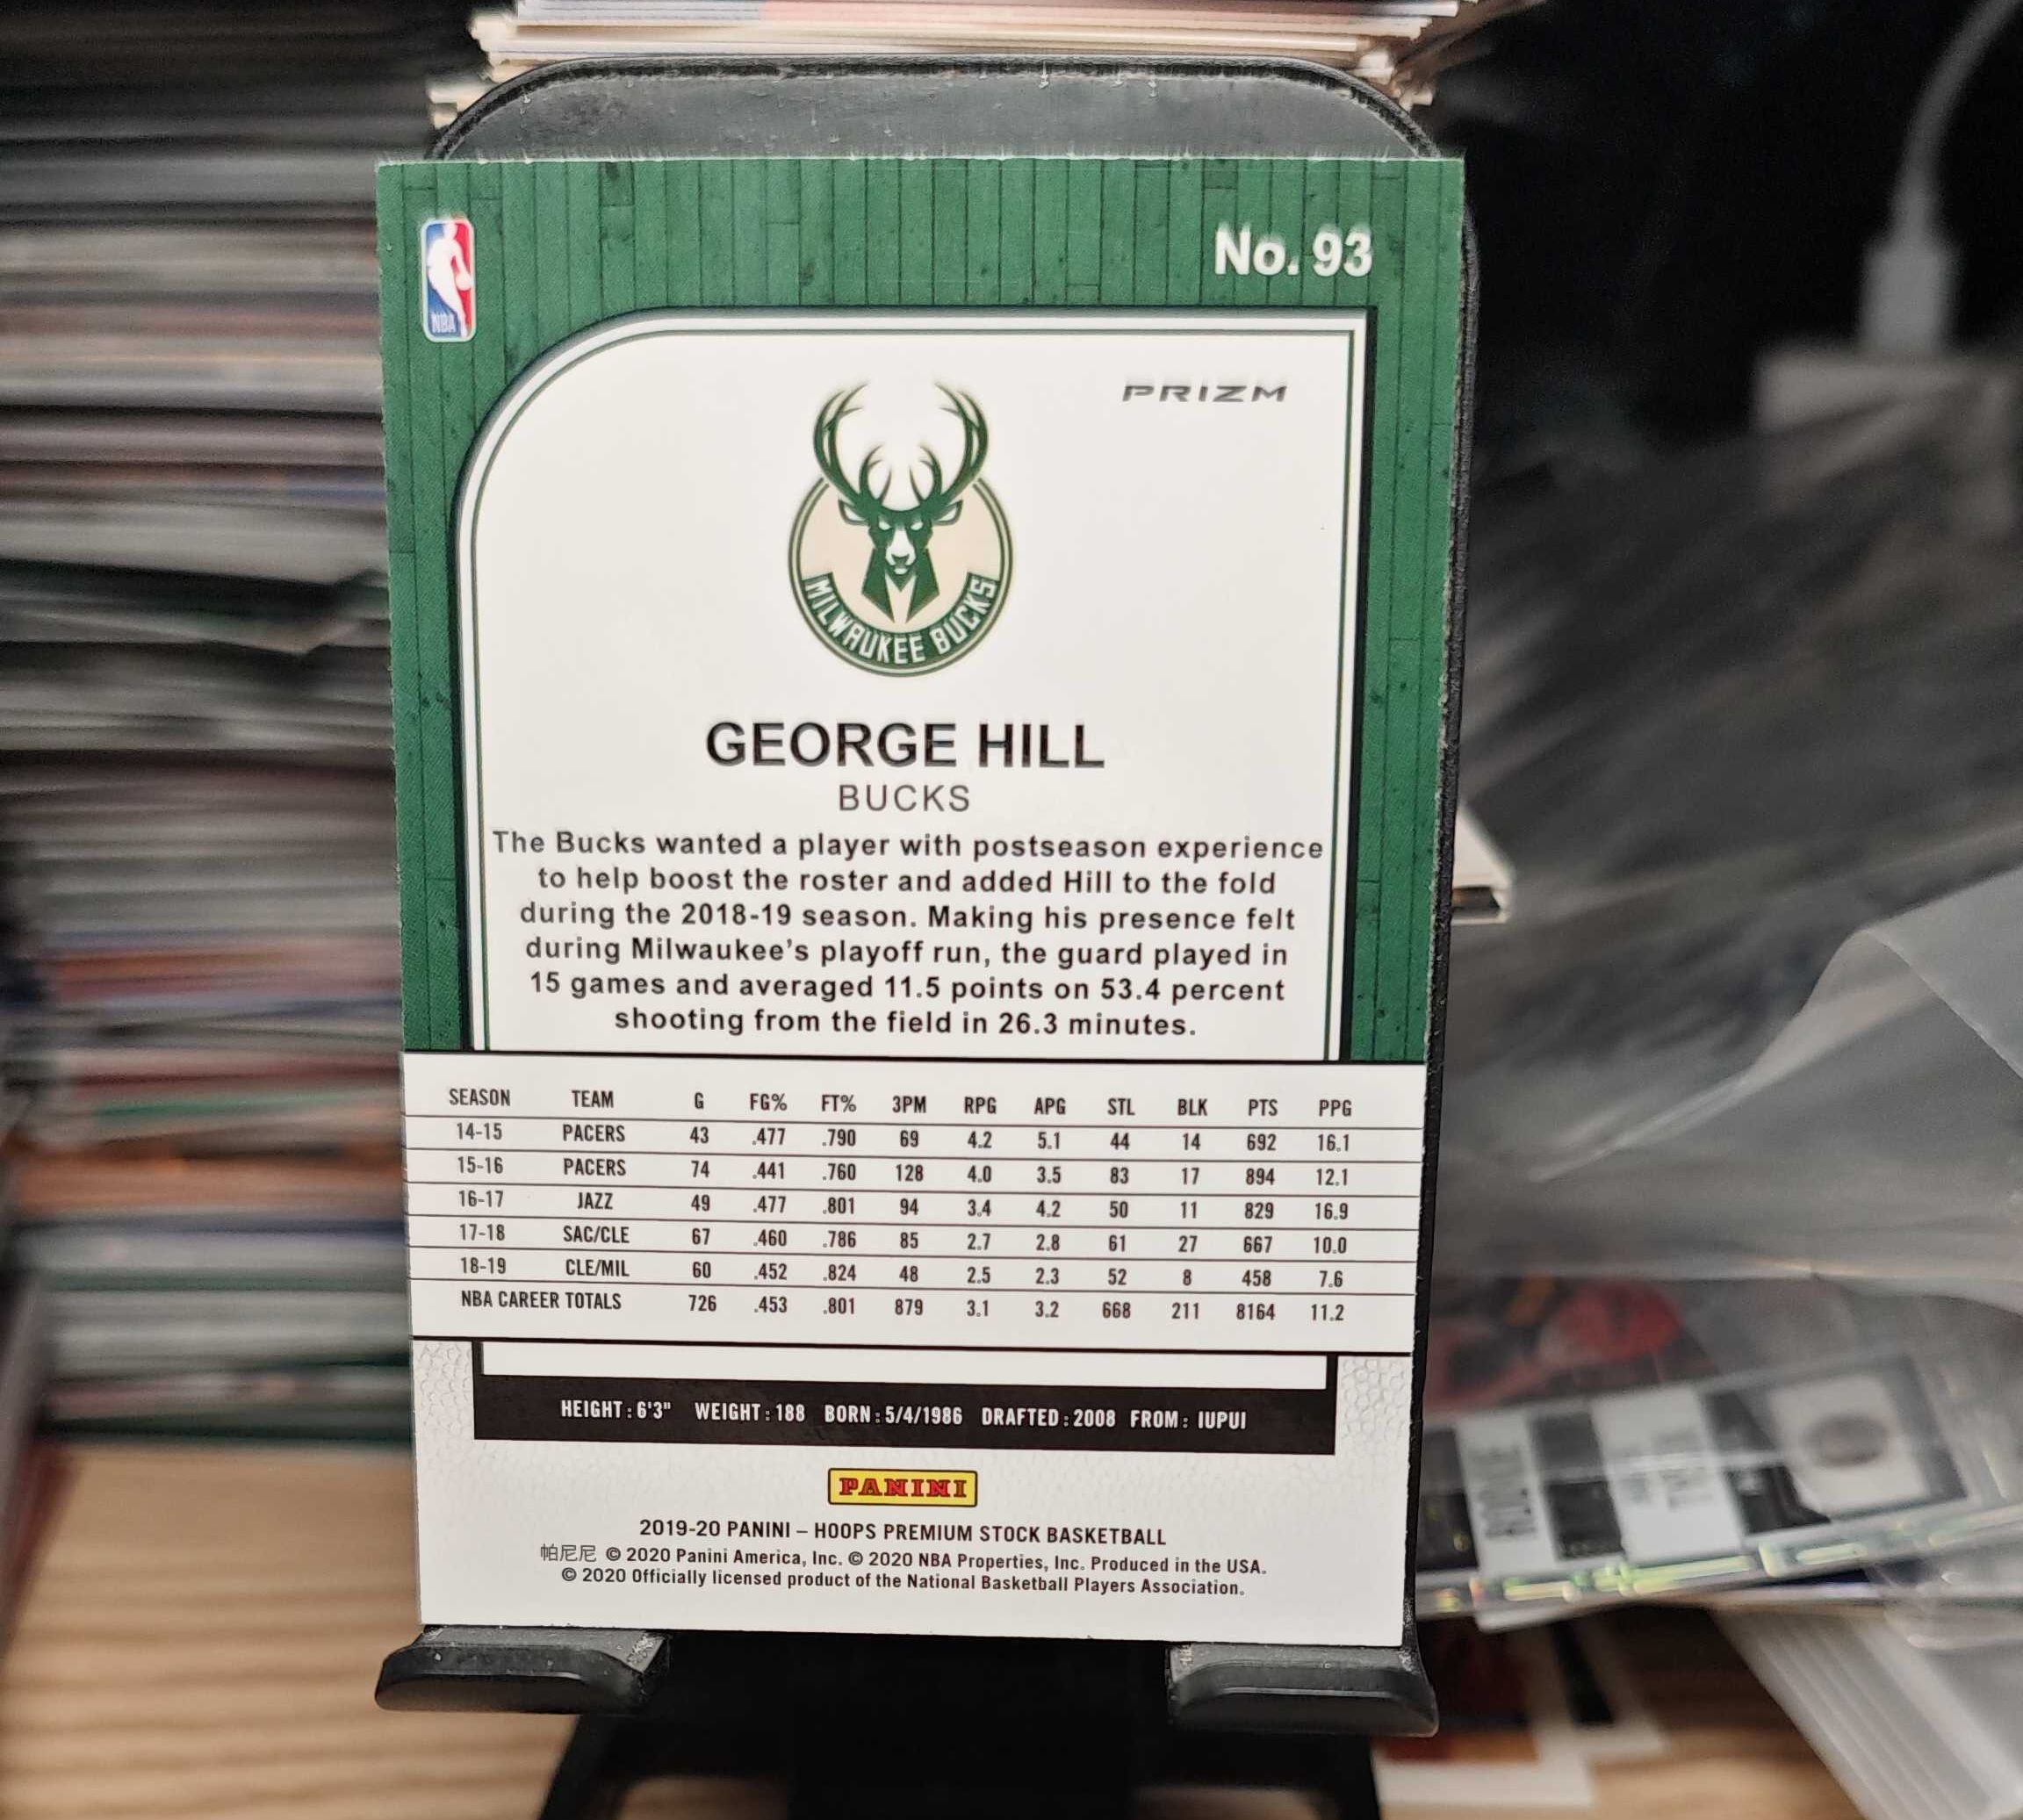 No. 93
NBA
PRIZM
MILWAUKEE BUCKS
GEORGE HILL
BUCKS
The Bucks wanted a player with postseason experience
to help boost the roster and added Hill to the fold
during the 2018-19 season. Making his presence felt
during Milwaukee's playoff run, the guard played in
15 games and averaged 11.5 points on 53.4 percent
shooting from the field in 26.3 minutes.
SEASON TEAM G FG% FT% 3PM RPG APG STL BLK PTS PPG
14-15 PACERS 43 .477 .790 69 4.2 5.1 44 14 692 16.1
15-16 PACERS 74 .441 .760 128 4.0 3.5 83 17 894 12.1
16-17 JAZZ 49 .477 .801 94 3.4 4.2 50 11 829 16.9
17-18 SAC/CLE 67 .460 .786 85 2.7 2.8 61 27 667 10.0
18-19 CLE/MIL 60 .452 .824 48 2.5 2.3 52 8 458 7.6
NBA CAREER TOTALS 726 .453 .801 879 3.1 3.2 668 211 8164 11.2
HEIGHT: 6'3" WEIGHT: 188 BORN: 5/4/1986 DRAFTED: 2008 FROM: IUPUI
PANINI
2019-20 PANINI – HOOPS PREMIUM STOCK BASKETBALL
帕尼尼 © 2020 Panini America, Inc. © 2020 NBA Properties, Inc. Produced in the USA.
© 2020 Officially licensed product of the National Basketball Players Association.